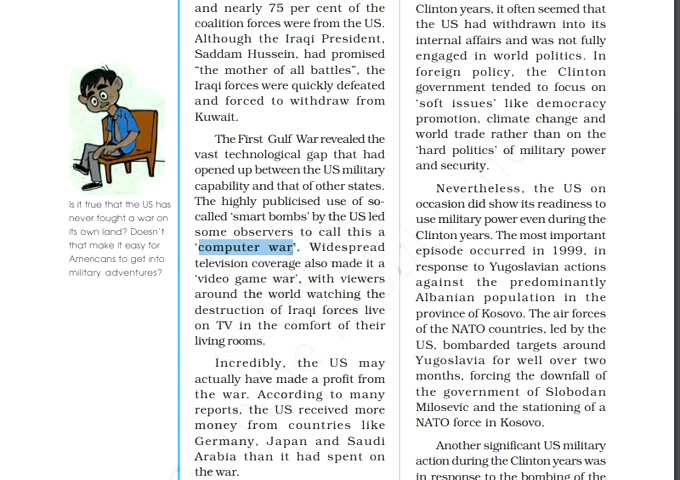 and nearly 75 per cent of the
coalition forces were from the US.
Although the Iraqi President,
Saddam Hussein, had promised
“the mother of all battles”, the
Iraqi forces were quickly defeated
and forced to withdraw from
Kuwait.
The First Gulf War revealed the
vast technological gap that had
opened up between the US military
capability and that of other states.
The highly publicised use of so-
called ‘smart bombs’ by the US led
some observers to call this a
‘computer war’. Widespread
television coverage also made it a
‘video game war’, with viewers
around the world watching the
destruction of Iraqi forces live
on TV in the comfort of their
living rooms.
Incredibly, the US may
actually have made a profit from
the war. According to many
reports, the US received more
money from countries like
Germany, Japan and Saudi
Arabia than it had spent on
the war.
Is it true that the US has
never fought a war on
its own land? Doesn’t
that make it easy for
Americans to get into
military adventures?
Clinton years, it often seemed that
the US had withdrawn into its
internal affairs and was not fully
engaged in world politics. In
foreign policy, the Clinton
government tended to focus on
‘soft issues’ like democracy
promotion, climate change and
world trade rather than on the
‘hard politics’ of military power
and security.
Nevertheless, the US on
occasion did show its readiness to
use military power even during the
Clinton years. The most important
episode occurred in 1999, in
response to Yugoslavian actions
against the predominantly
Albanian population in the
province of Kosovo. The air forces
of the NATO countries, led by the
US, bombarded targets around
Yugoslavia for well over two
months, forcing the downfall of
the government of Slobodan
Milosevic and the stationing of a
NATO force in Kosovo.
Another significant US military
action during the Clinton years was
in response to the bombing of the